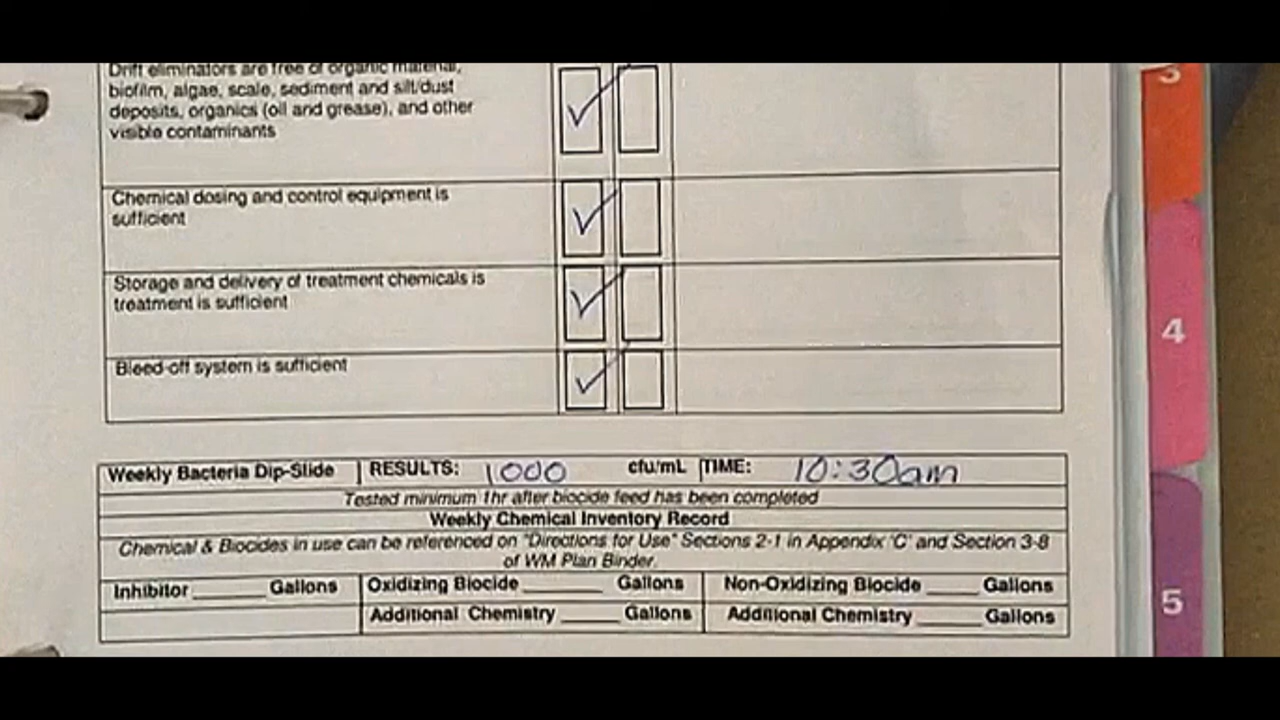 Drift eliminators are free of organic material,
biofilm, algae, scale, sediment and silt/dust
deposits, organics (oil and grease), and other
visible contaminants
Chemical dosing and control equipment is
sufficient
Storage and delivery of treatment chemicals is
treatment is sufficient
Bleed-off system is sufficient
Weekly Bacteria Dip-Slide RESULTS: 1000 cfu/mL TIME: 10:30am
Tested minimum 1hr after biocide feed has been completed
Weekly Chemical Inventory Record
Chemical & Biocides in use can be referenced on "Directions for Use" Sections 2-1 in Appendix 'C' and Section 3-8
of WM Plan Binder.
Inhibitor ______ Gallons Oxidizing Biocide ______ Gallons Non-Oxidizing Biocide ____ Gallons
Additional Chemistry _____ Gallons Additional Chemistry _____ Gallons
3
4
5